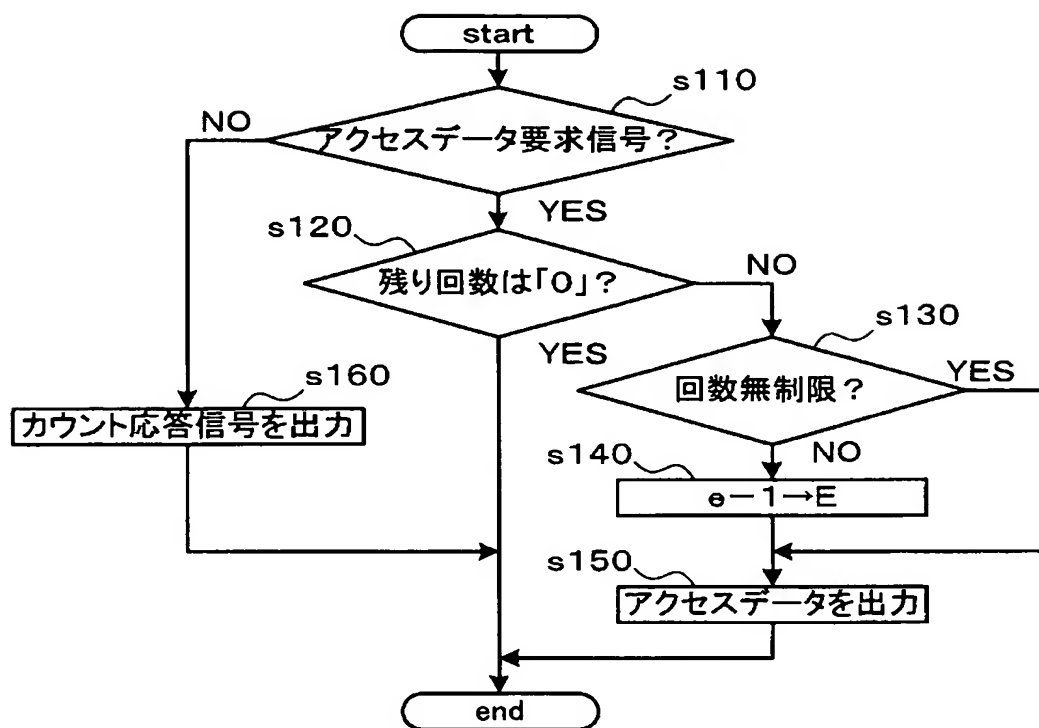 start
s110
NO
アクセスデータ要求信号？
YES
s120
残り回数は「0」？
NO
YES
s130
回数無制限？
YES
s160
カウント応答信号を出力
NO
s140
e－1→E
s150
アクセスデータを出力
end